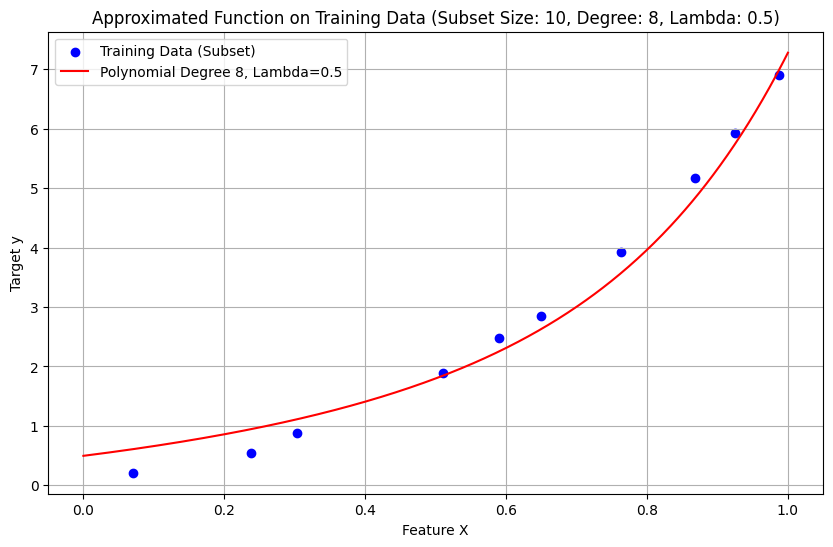 Approximated Function on Training Data (Subset Size: 10, Degree: 8, Lambda: 0.5)
Training Data (Subset)
Polynomial Degree 8, Lambda=0.5
7
6
5
4
3
2
1
0
Target y
0.0 0.2 0.4 0.6 0.8 1.0
Feature X